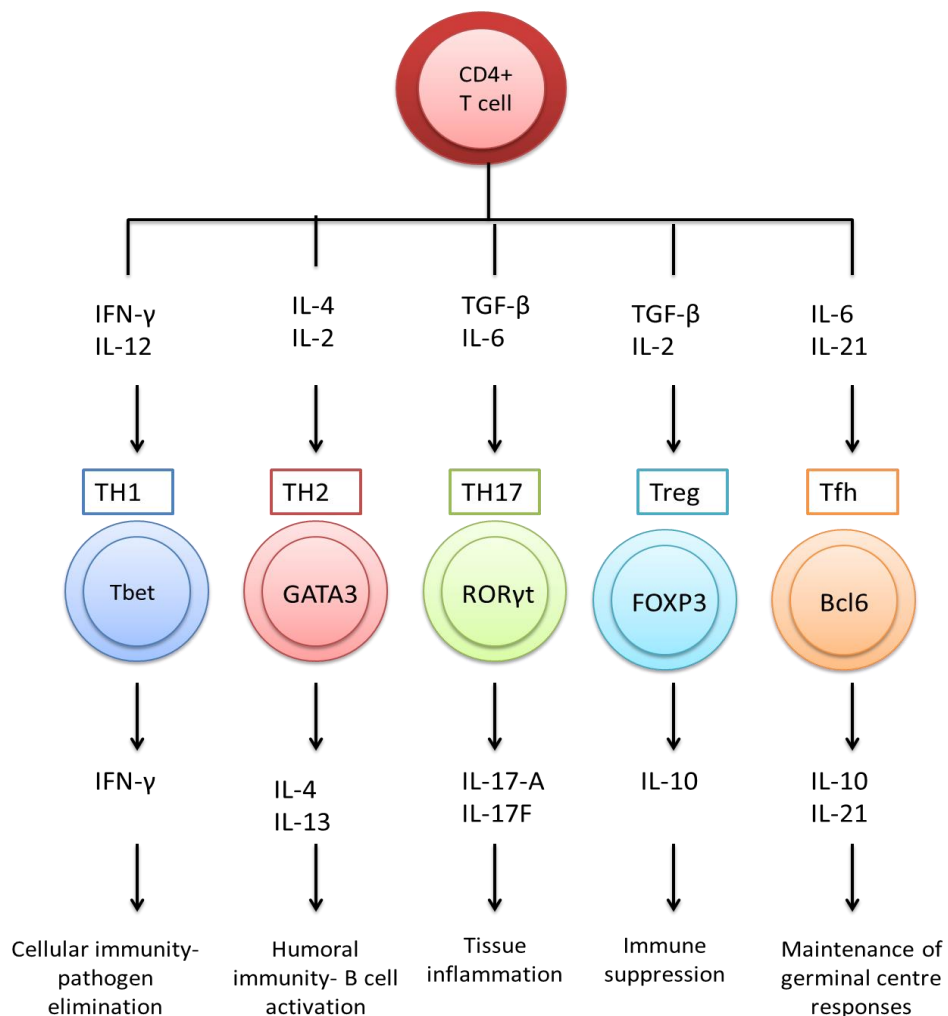 CD4+
T cell
IFN-γ
IL-12
IL-4
IL-2
TGF-β
IL-6
TGF-β
IL-2
IL-6
IL-21
TH1
TH2
TH17
Treg
Tfh
Tbet
GATA3
RORγt
FOXP3
Bcl6
IFN-γ
IL-4
IL-13
IL-17-A
IL-17F
IL-10
IL-10
IL-21
Cellular immunity-
pathogen
elimination
Humoral
immunity- B cell
activation
Tissue
inflammation
Immune
suppression
Maintenance of
germinal centre
responses